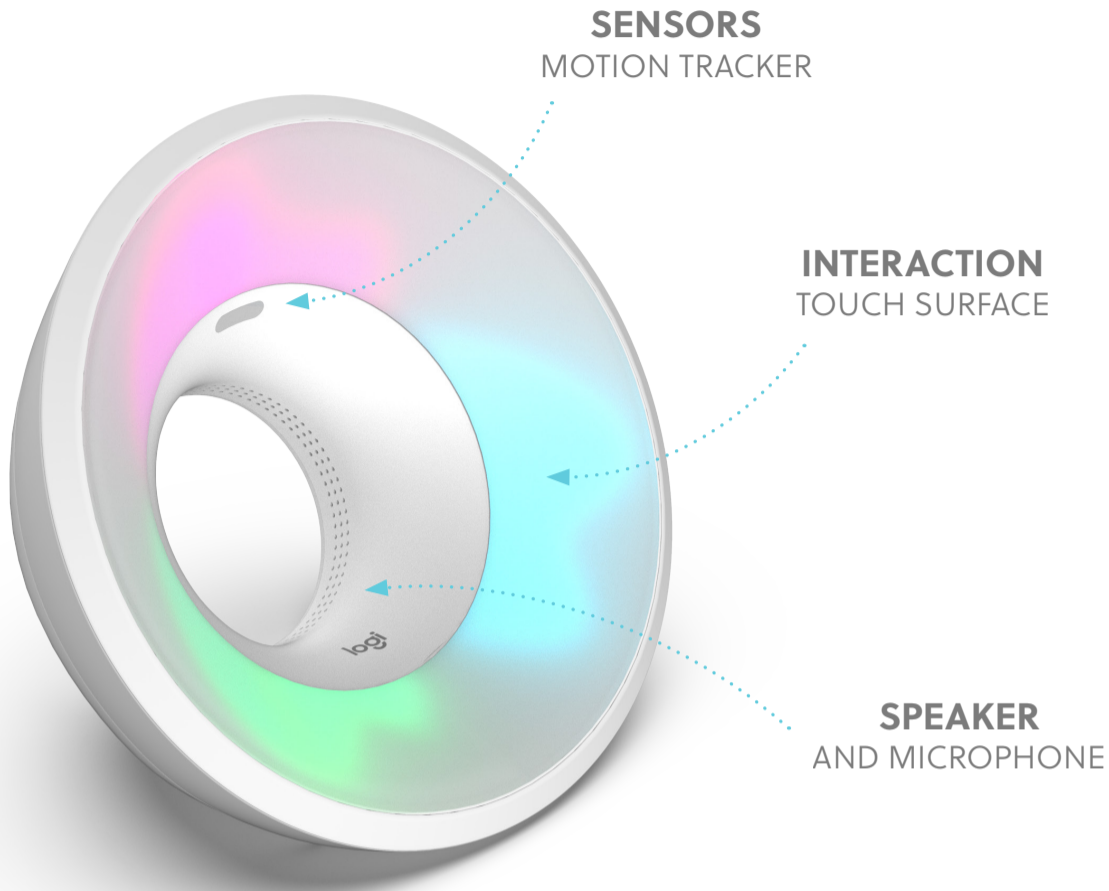 SENSORS
MOTION TRACKER
INTERACTION
TOUCH SURFACE
logi
SPEAKER
AND MICROPHONE